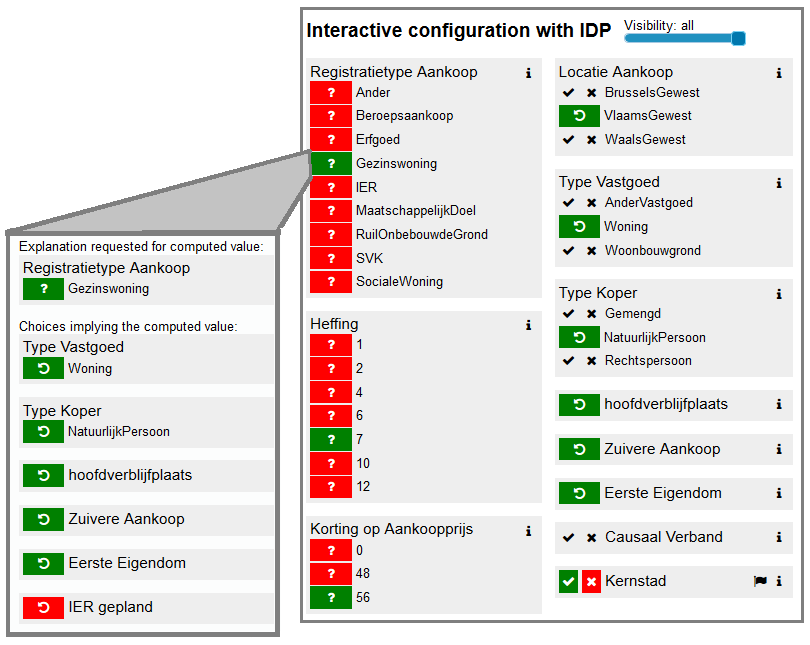 Interactive configuration with IDP
Visibility: all
Registratietype Aankoop
Ander
Beroepsaankoop
Erfgoed
Gezinswoning
IER
MaatschappelijkDoel
RuilOnbebouwdeGrond
SVK
SocialeWoning
Heffing
1
2
4
6
7
10
12
Korting op Aankoopprijs
0
48
56
Locatie Aankoop
BrusselsGewest
VlaamsGewest
WaalsGewest
Type Vastgoed
AnderVastgoed
Woning
Woonbouwgrond
Type Koper
Gemengd
NatuurlijkPersoon
Rechtspersoon
hoofdverblijfplaats
Zuivere Aankoop
Eerste Eigendom
Causaal Verband
Kernstad
Explanation requested for computed value:
Registratietype Aankoop
? Gezinswoning
Choices implying the computed value:
Type Vastgoed
Woning
Type Koper
NatuurlijkPersoon
hoofdverblijfplaats
Zuivere Aankoop
Eerste Eigendom
IER gepland